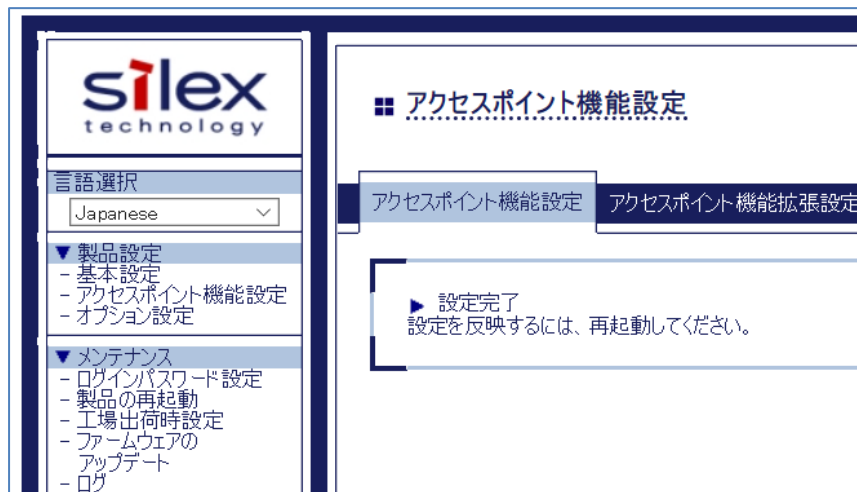 silex
technology
言語選択
Japanese
▼ 製品設定
- 基本設定
- アクセスポイント機能設定
- オプション設定
▼ メンテナンス
- ログインパスワード設定
- 製品の再起動
- 工場出荷時設定
- ファームウェアの
アップデート
- ログ
アクセスポイント機能設定
アクセスポイント機能設定 アクセスポイント機能拡張設定
▶ 設定完了
設定を反映するには、再起動してください。